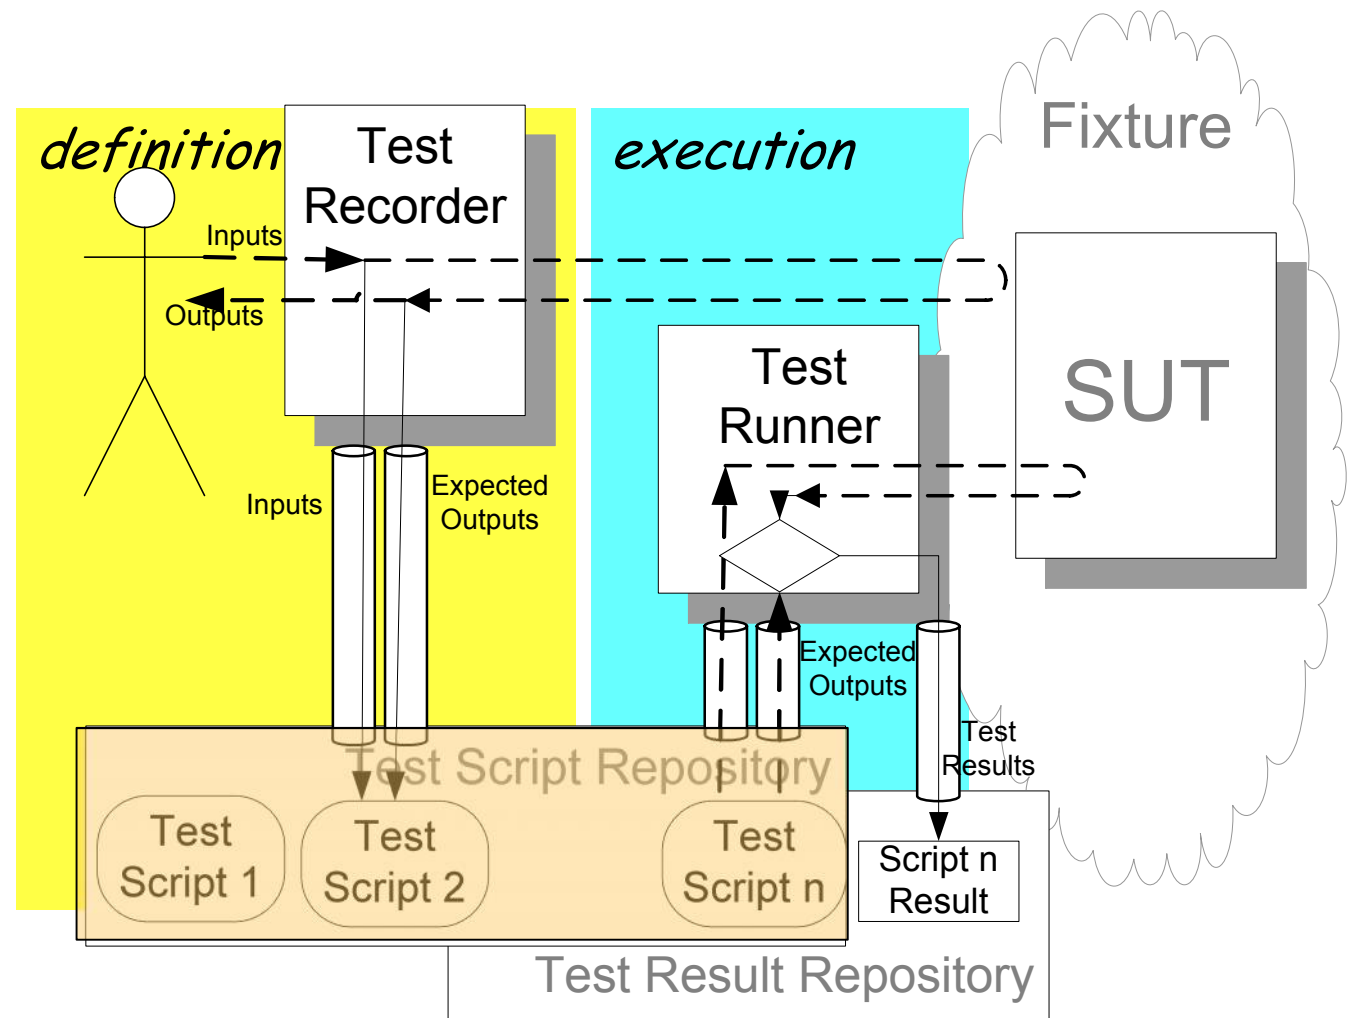 definition
Test
Recorder
execution
Fixture
Inputs
Outputs
SUT
Test
Runner
Inputs
Expected
Outputs
Expected
Outputs
Test
Results
Test Script Repository
Test
Script 1
Test
Script 2
Test
Script n
Script n
Result
Test Result Repository